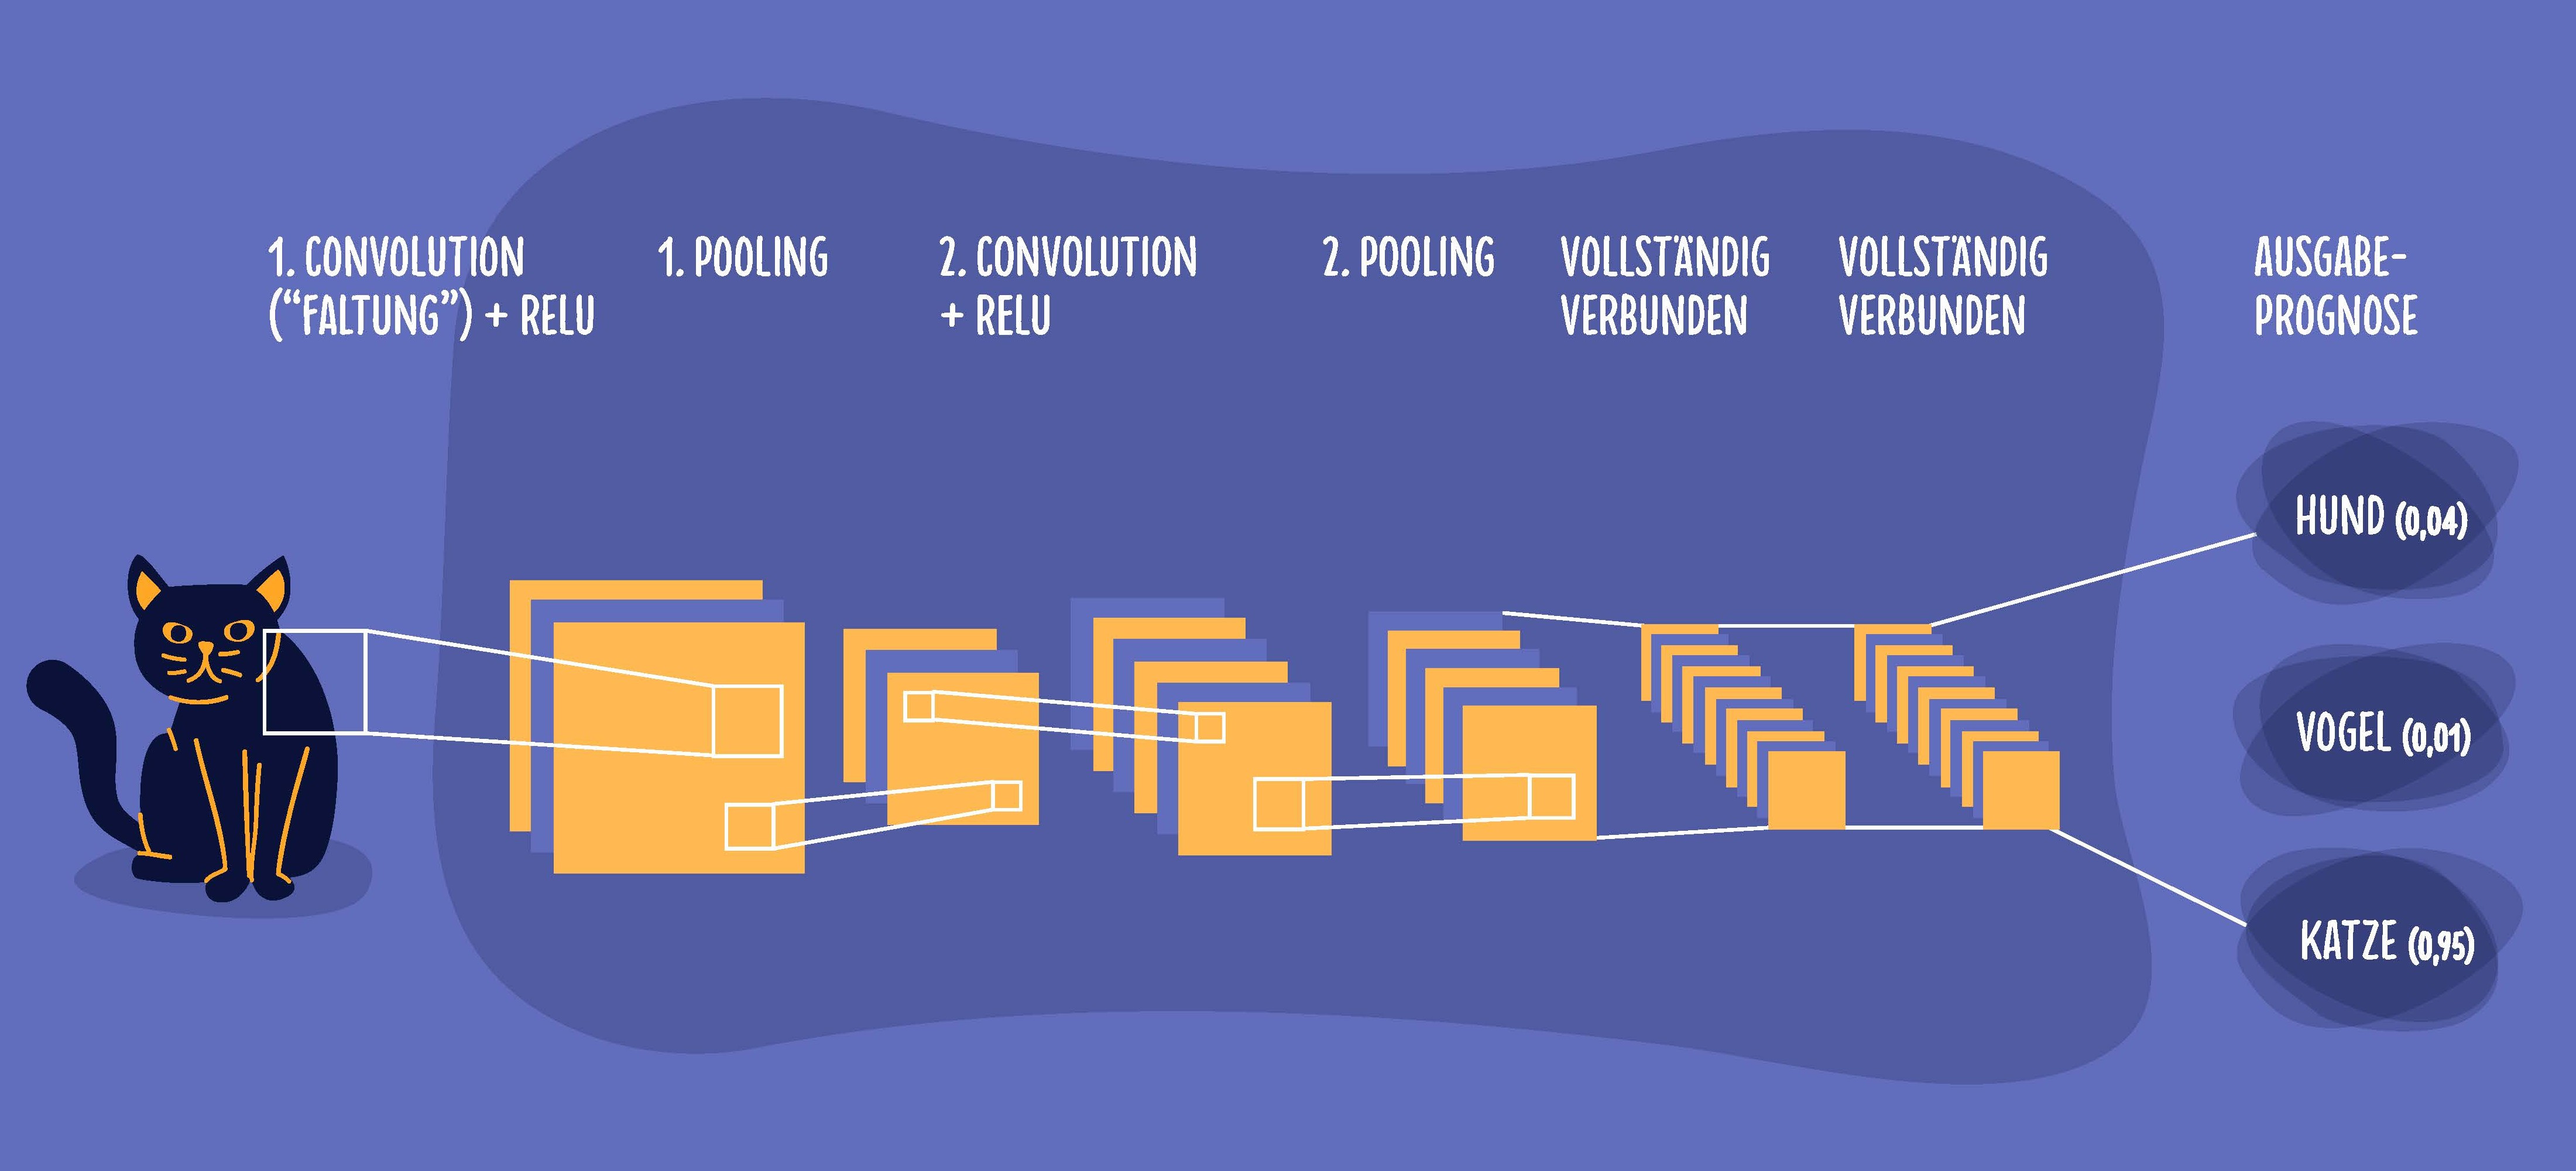 1. CONVOLUTION
(“FALTUNG”) + RELU
1. POOLING
2. CONVOLUTION
+ RELU
2. POOLING
VOLLSTÄNDIG
VERBUNDEN
VOLLSTÄNDIG
VERBUNDEN
AUSGABE-
PROGNOSE
HUND (0,04)
VOGEL (0,01)
KATZE (0,95)